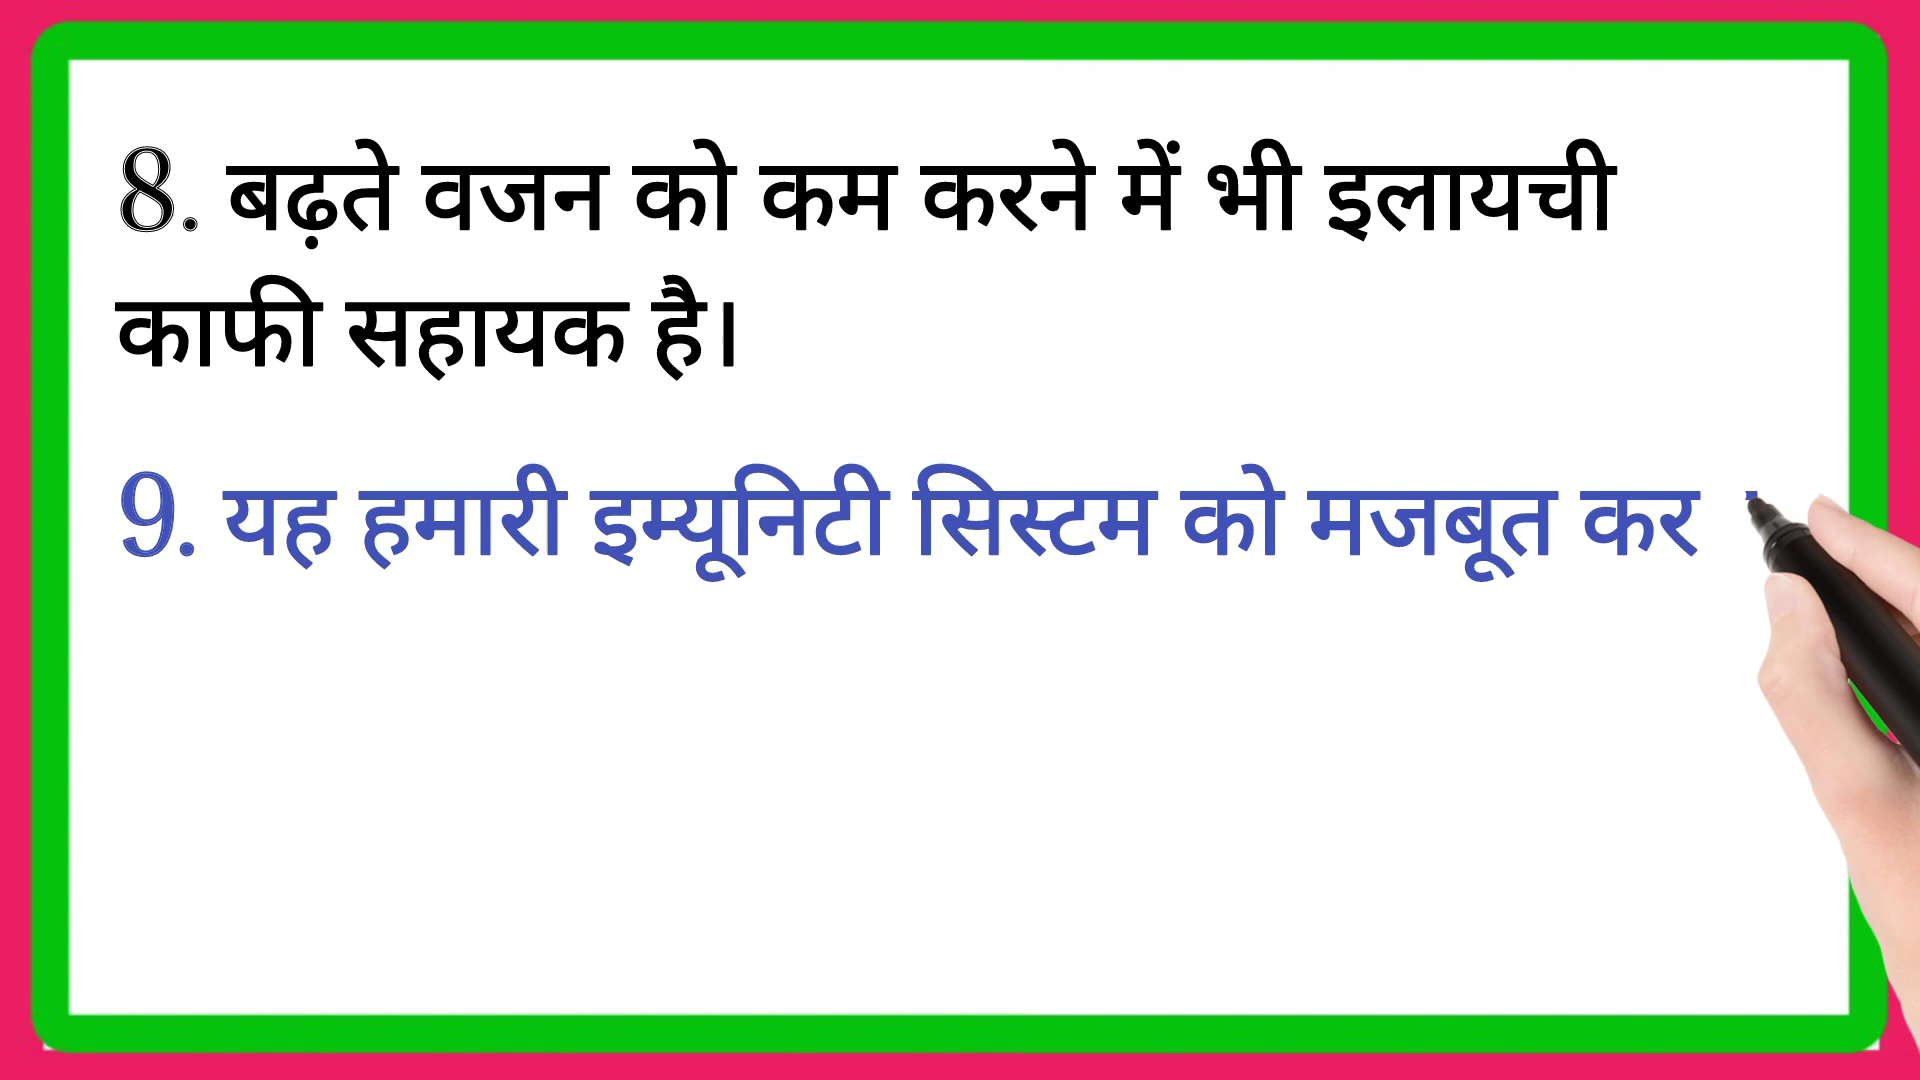 8. बढ़ते वजन को कम करने में भी इलायची
काफी सहायक है।
9. यह हमारी इम्यूनिटी सिस्टम को मजबूत कर